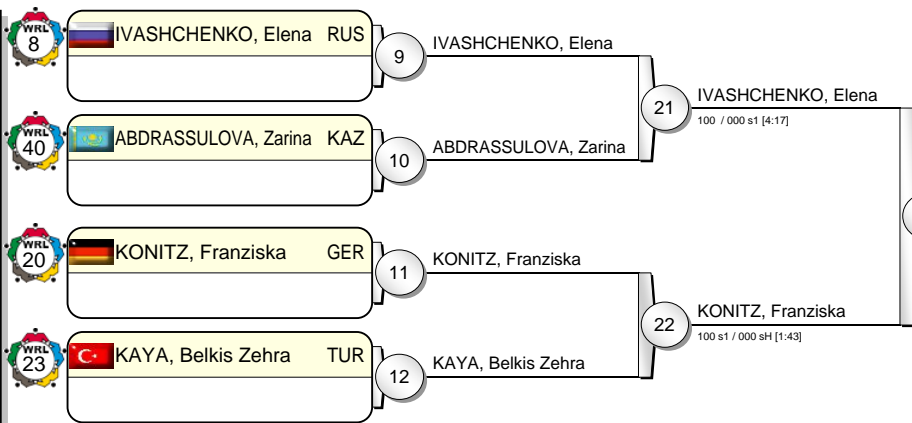 WRL
8
IVASHCHENKO, Elena RUS
9
IVASHCHENKO, Elena
21
IVASHCHENKO, Elena
100 / 000 s1 [4:17]
WRL
40
ABDRASSULOVA, Zarina KAZ
10
ABDRASSULOVA, Zarina
WRL
20
KONITZ, Franziska GER
11
KONITZ, Franziska
22
KONITZ, Franziska
100 s1 / 000 sH [1:43]
WRL
23
KAYA, Belkis Zehra TUR
12
KAYA, Belkis Zehra